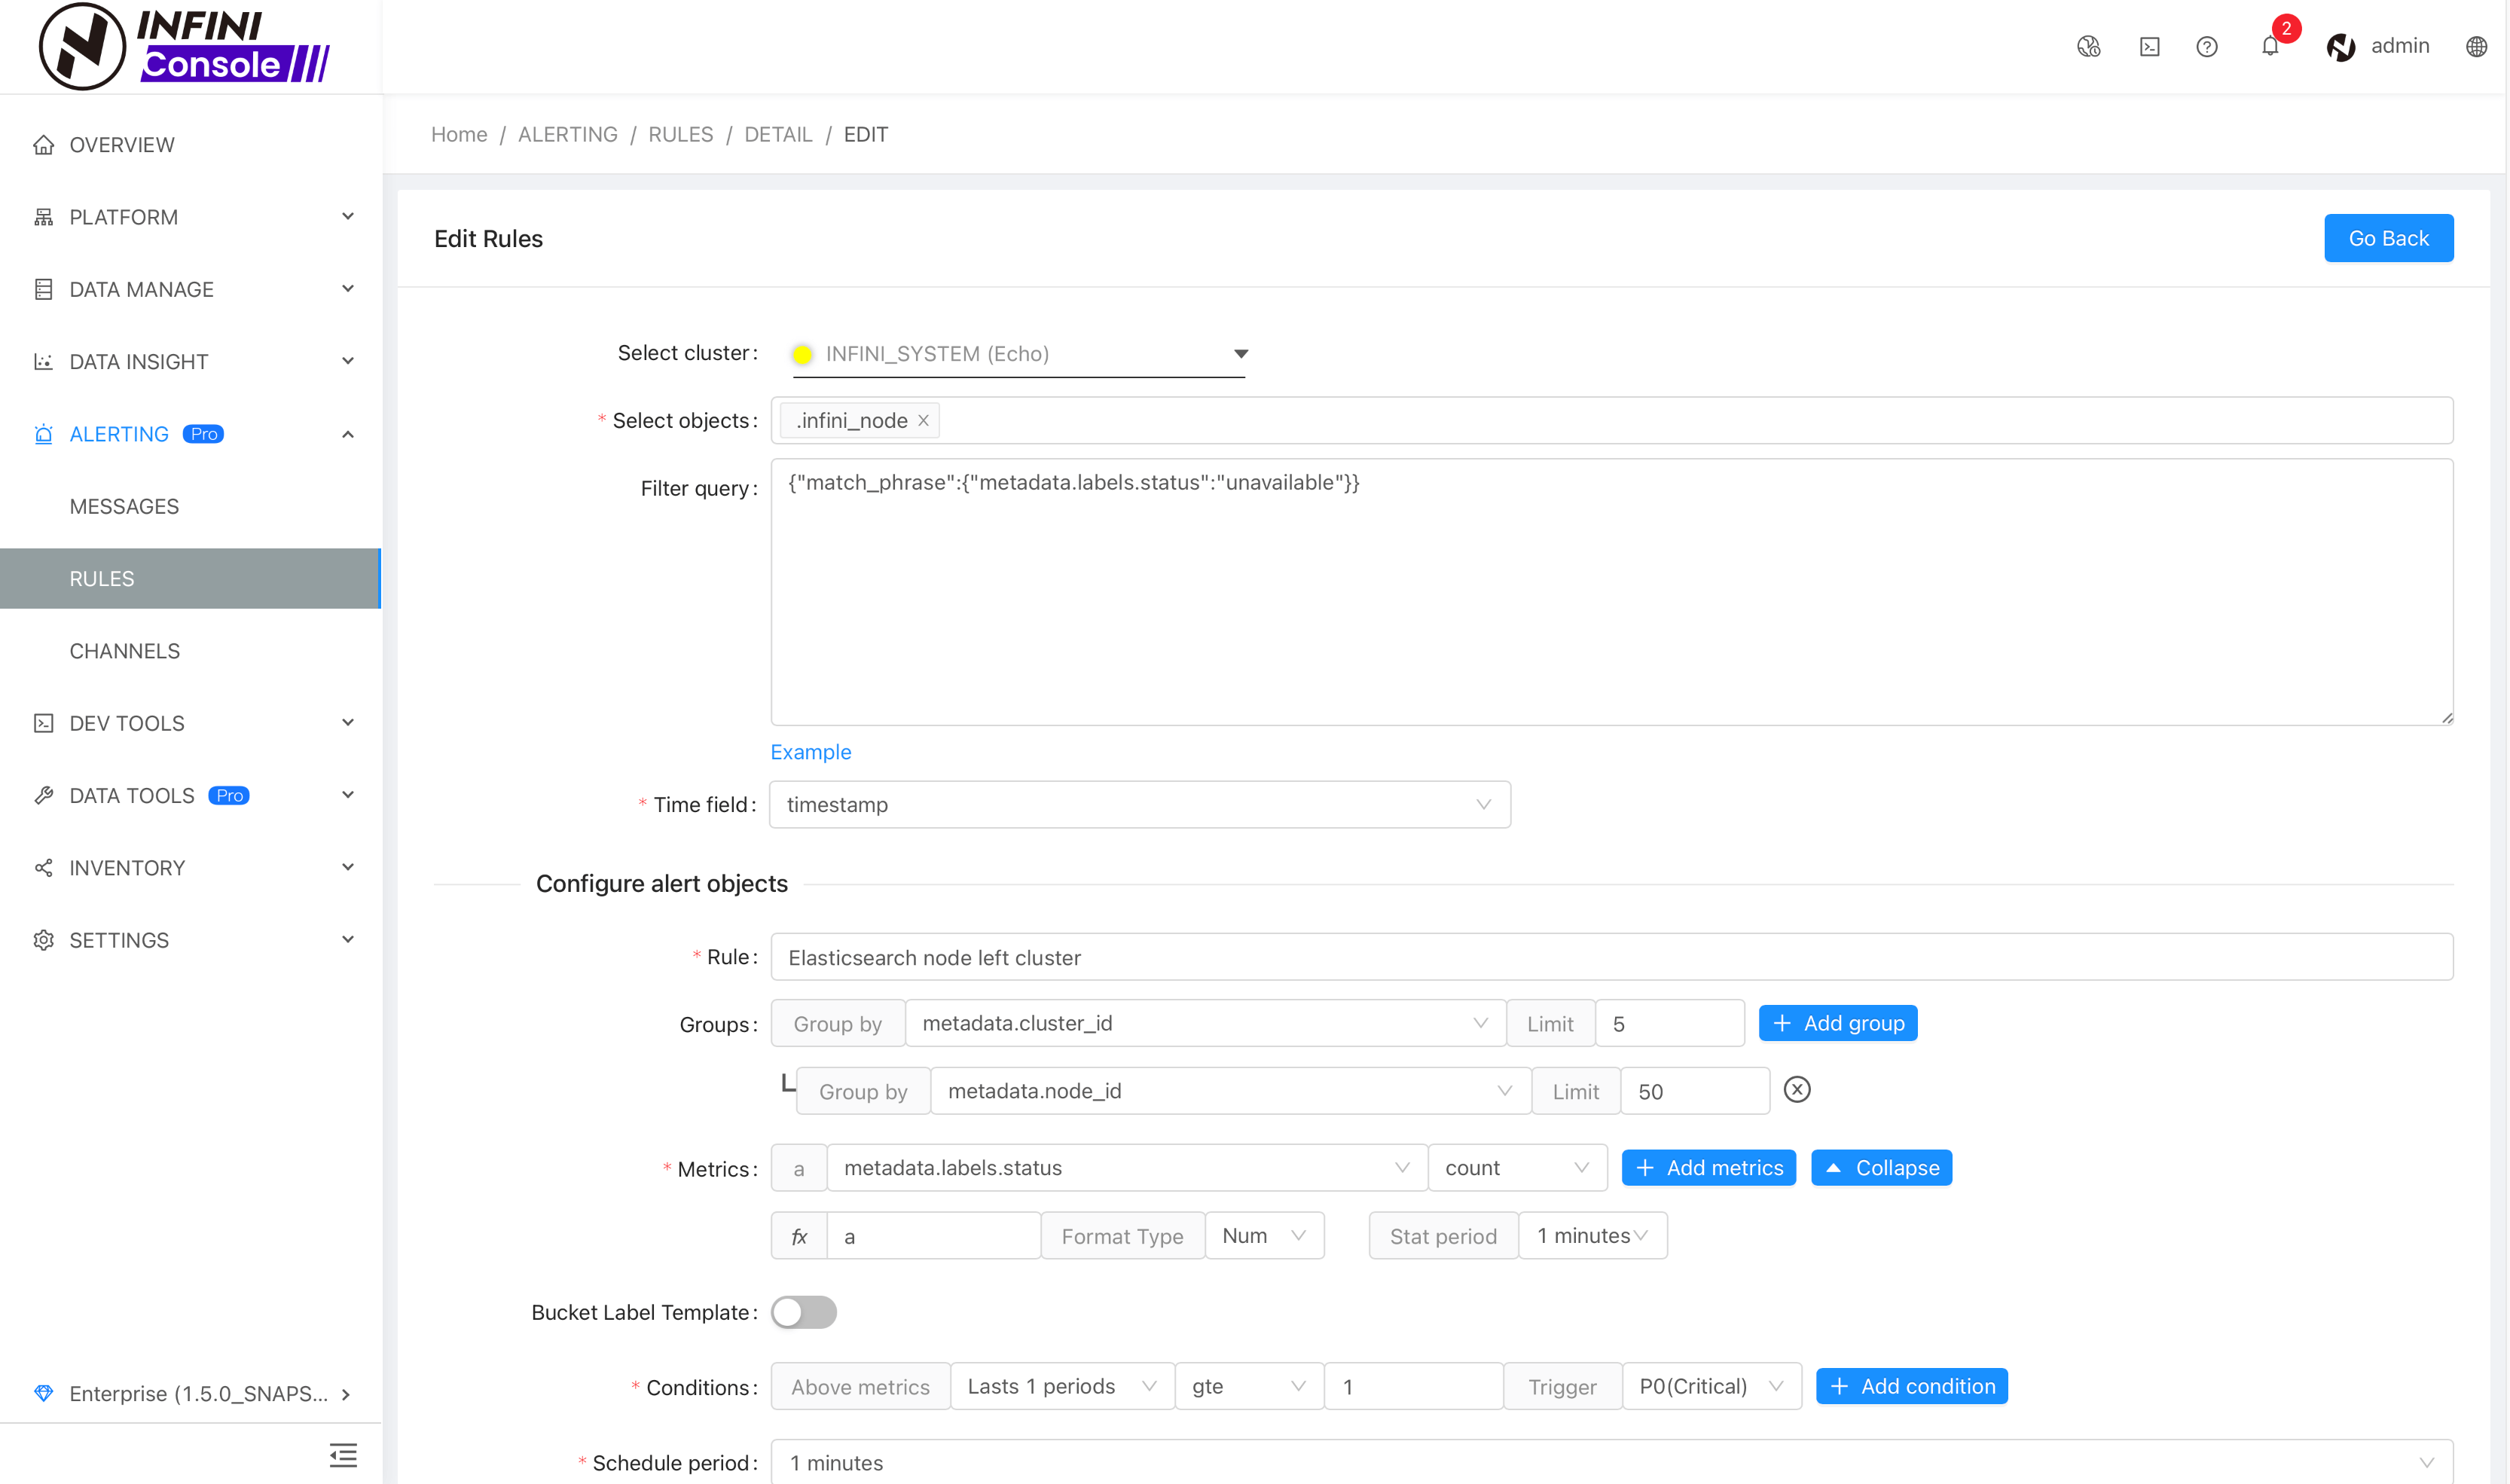 INFINI
Console
2
admin
OVERVIEW
PLATFORM
DATA MANAGE
DATA INSIGHT
ALERTING Pro
MESSAGES
RULES
CHANNELS
DEV TOOLS
DATA TOOLS Pro
INVENTORY
SETTINGS
Enterprise (1.5.0_SNAPS...
Home / ALERTING / RULES / DETAIL / EDIT
Edit Rules
Go Back
Select cluster: INFINI_SYSTEM (Echo)
* Select objects: .infini_node
Filter query: {"match_phrase":{"metadata.labels.status":"unavailable"}}
Example
* Time field: timestamp
Configure alert objects
* Rule: Elasticsearch node left cluster
Groups: Group by metadata.cluster_id Limit 5 + Add group
Group by metadata.node_id Limit 50
* Metrics: a metadata.labels.status count + Add metrics Collapse
fx a Format Type Num Stat period 1 minutes
Bucket Label Template:
* Conditions: Above metrics Lasts 1 periods gte 1 Trigger P0(Critical) + Add condition
* Schedule period: 1 minutes